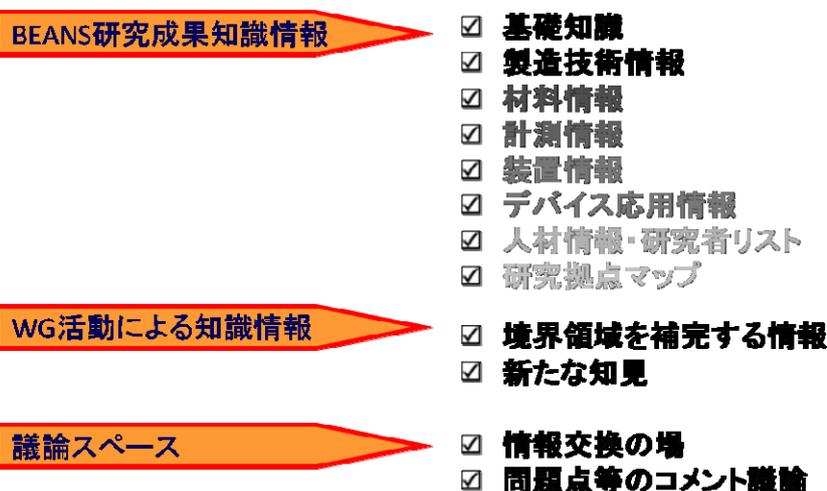 BEANS研究成果知識情報
☑ 基礎知識
☑ 製造技術情報
☑ 材料情報
☑ 計測情報
☑ 装置情報
☑ デバイス応用情報
☑ 人材情報・研究者リスト
☑ 研究拠点マップ
WG活動による知識情報
☑ 境界領域を補完する情報
☑ 新たな知見
議論スペース
☑ 情報交換の場
☑ 問題点等のコメント議論